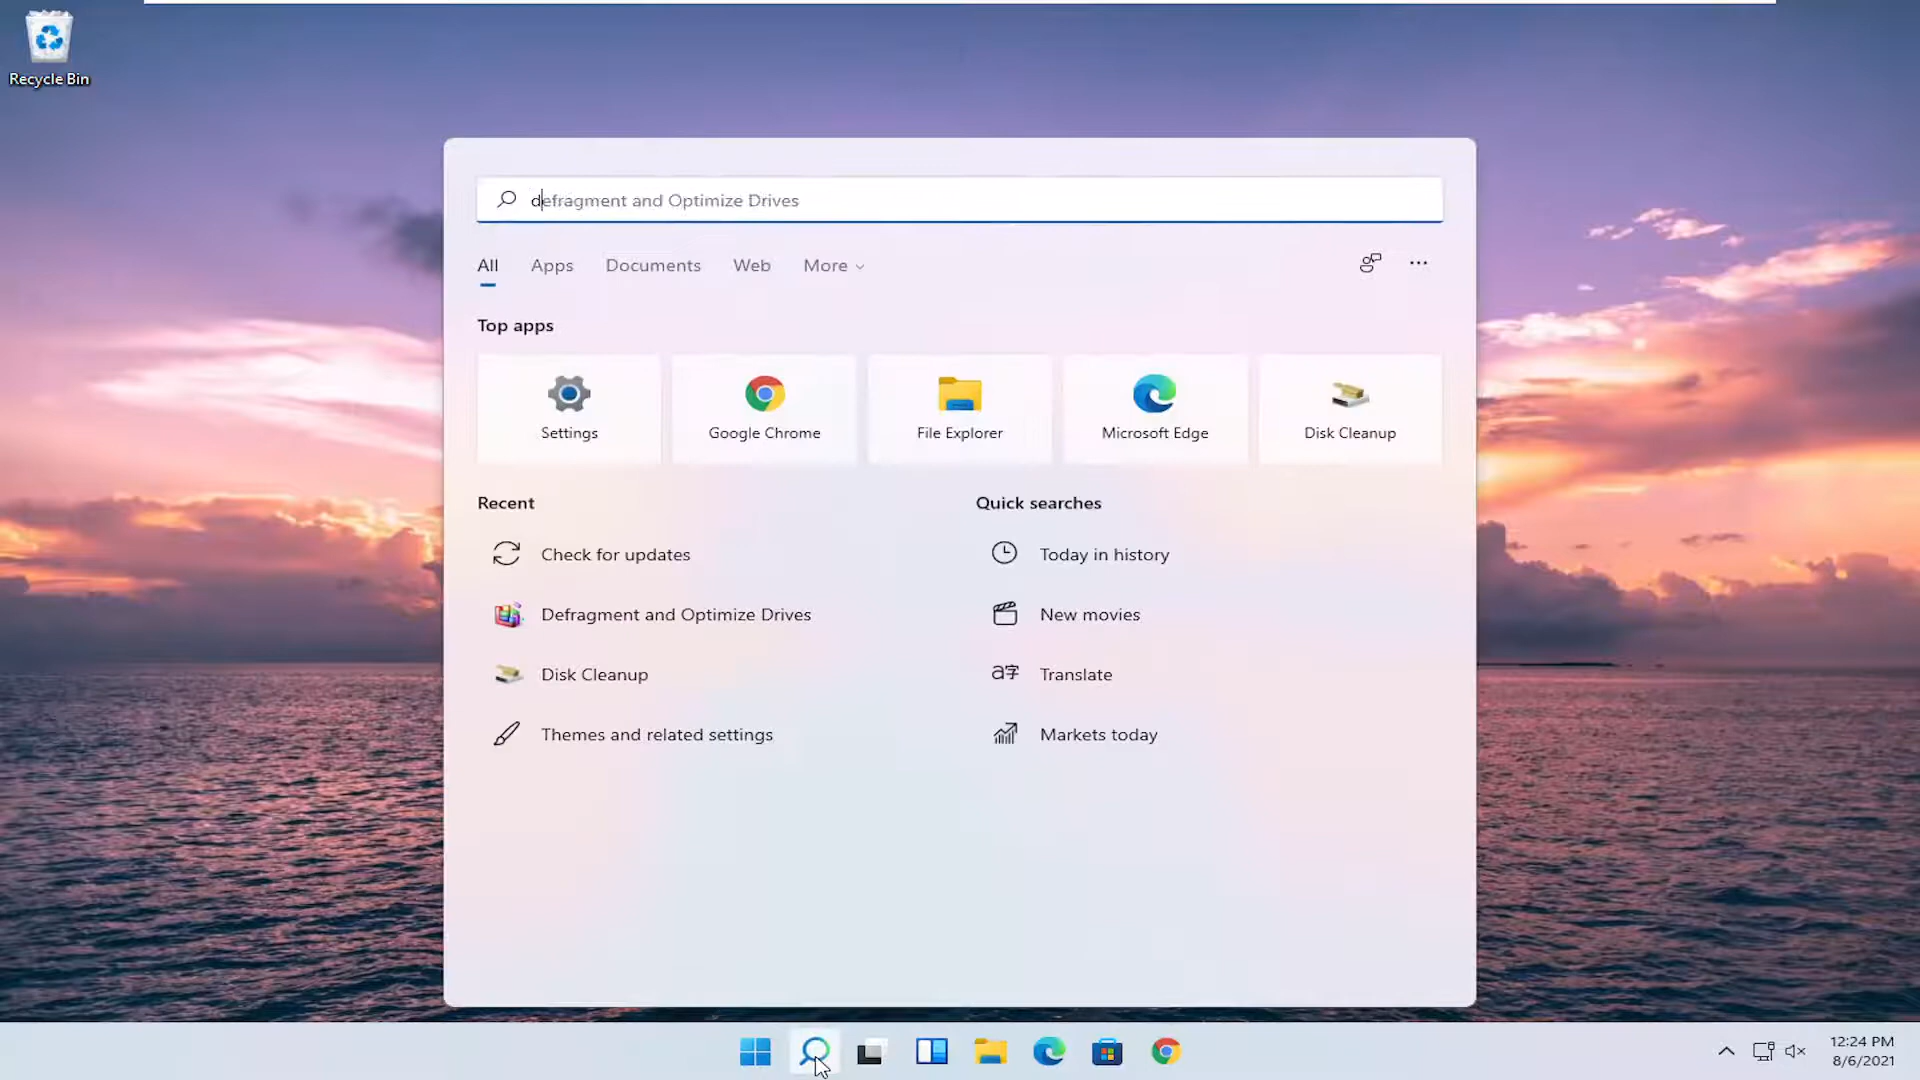 Recycle Bin
defragment and Optimize Drives
All Apps Documents Web More
Top apps
Settings Google Chrome File Explorer Microsoft Edge Disk Cleanup
Recent
Check for updates
Defragment and Optimize Drives
Disk Cleanup
Themes and related settings
Quick searches
Today in history
New movies
a字 Translate
Markets today
12:24 PM
8/6/2021